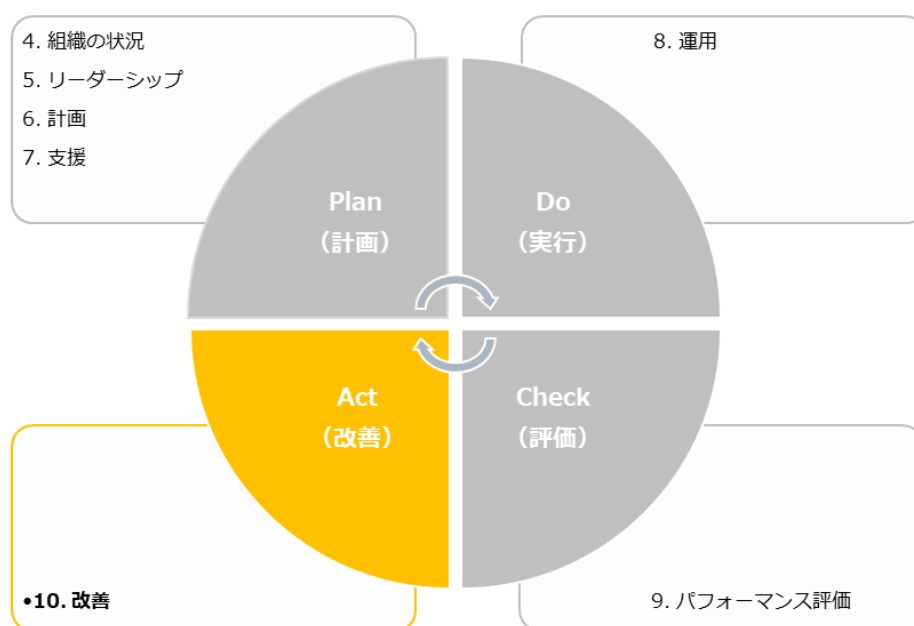 4. 組織の状況
5. リーダーシップ
6. 計画
7. 支援
8. 運用
Plan
（計画）
Do
（実行）
Act
（改善）
Check
（評価）
•10. 改善
9. パフォーマンス評価